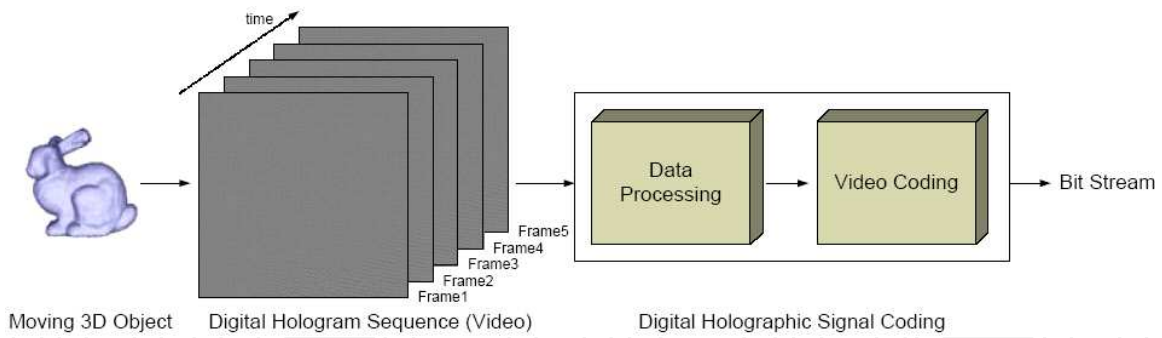 time
Data
Processing
Video Coding
Bit Stream
Frame5
Frame4
Frame3
Frame2
Frame1
Moving 3D Object
Digital Hologram Sequence (Video)
Digital Holographic Signal Coding